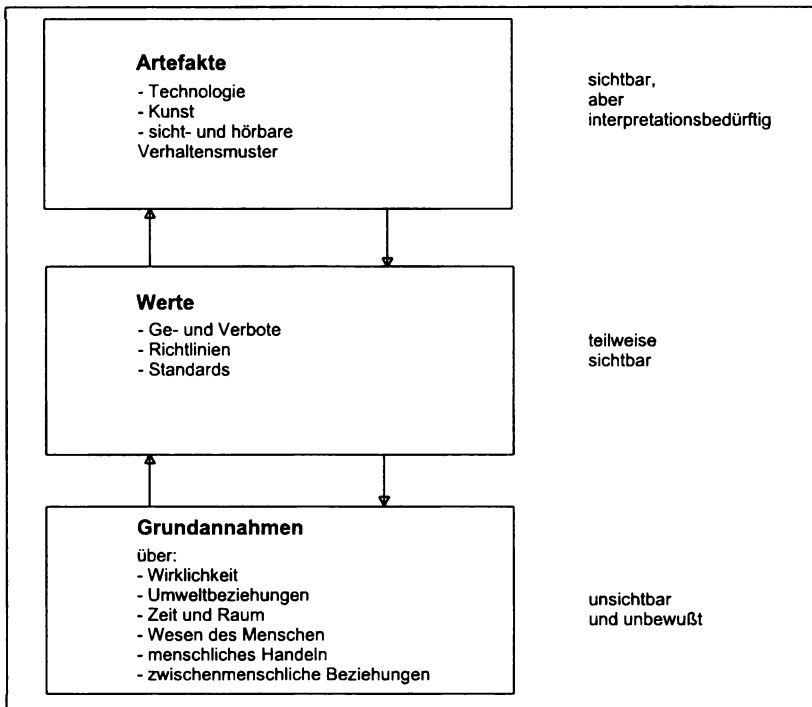 Artefakte
- Technologie
- Kunst
- sicht- und hörbare
Verhaltensmuster
sichtbar,
aber
interpretationsbedürftig
Werte
- Ge- und Verbote
- Richtlinien
- Standards
teilweise
sichtbar
Grundannahmen
über:
- Wirklichkeit
- Umweltbeziehungen
- Zeit und Raum
- Wesen des Menschen
- menschliches Handeln
- zwischenmenschliche Beziehungen
unsichtbar
und unbewußt